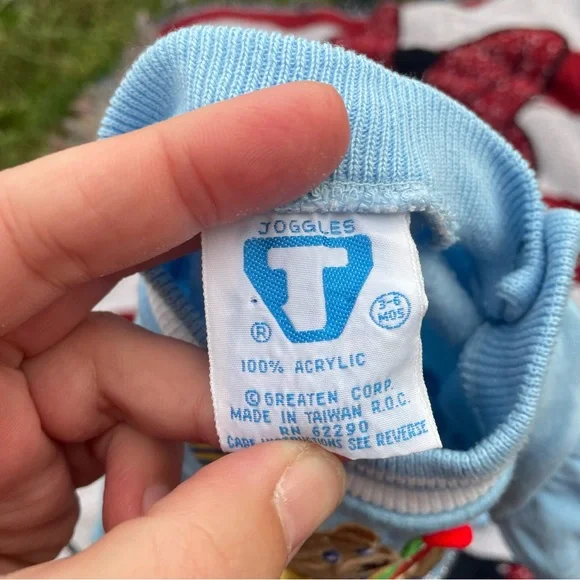 JOGGLES
T
®
3-6
MOS
100% ACRYLIC
© GREATEN CORP.
MADE IN TAIWAN R.O.C.
RN 62290
CARE INSTRUCTIONS SEE REVERSE